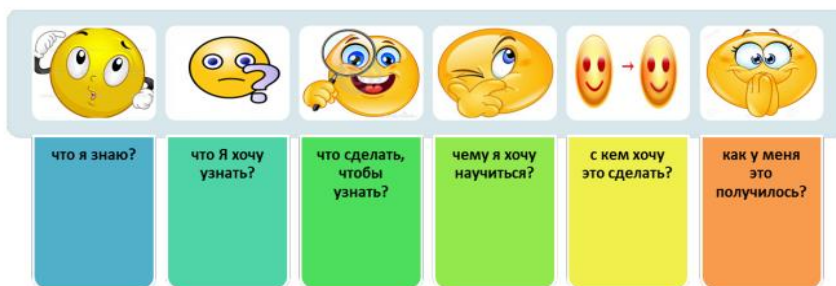 что я знаю?
что Я хочу
узнать?
что сделать,
чтобы
узнать?
чему я хочу
научиться?
с кем хочу
это сделать?
как у меня
это
получилось?